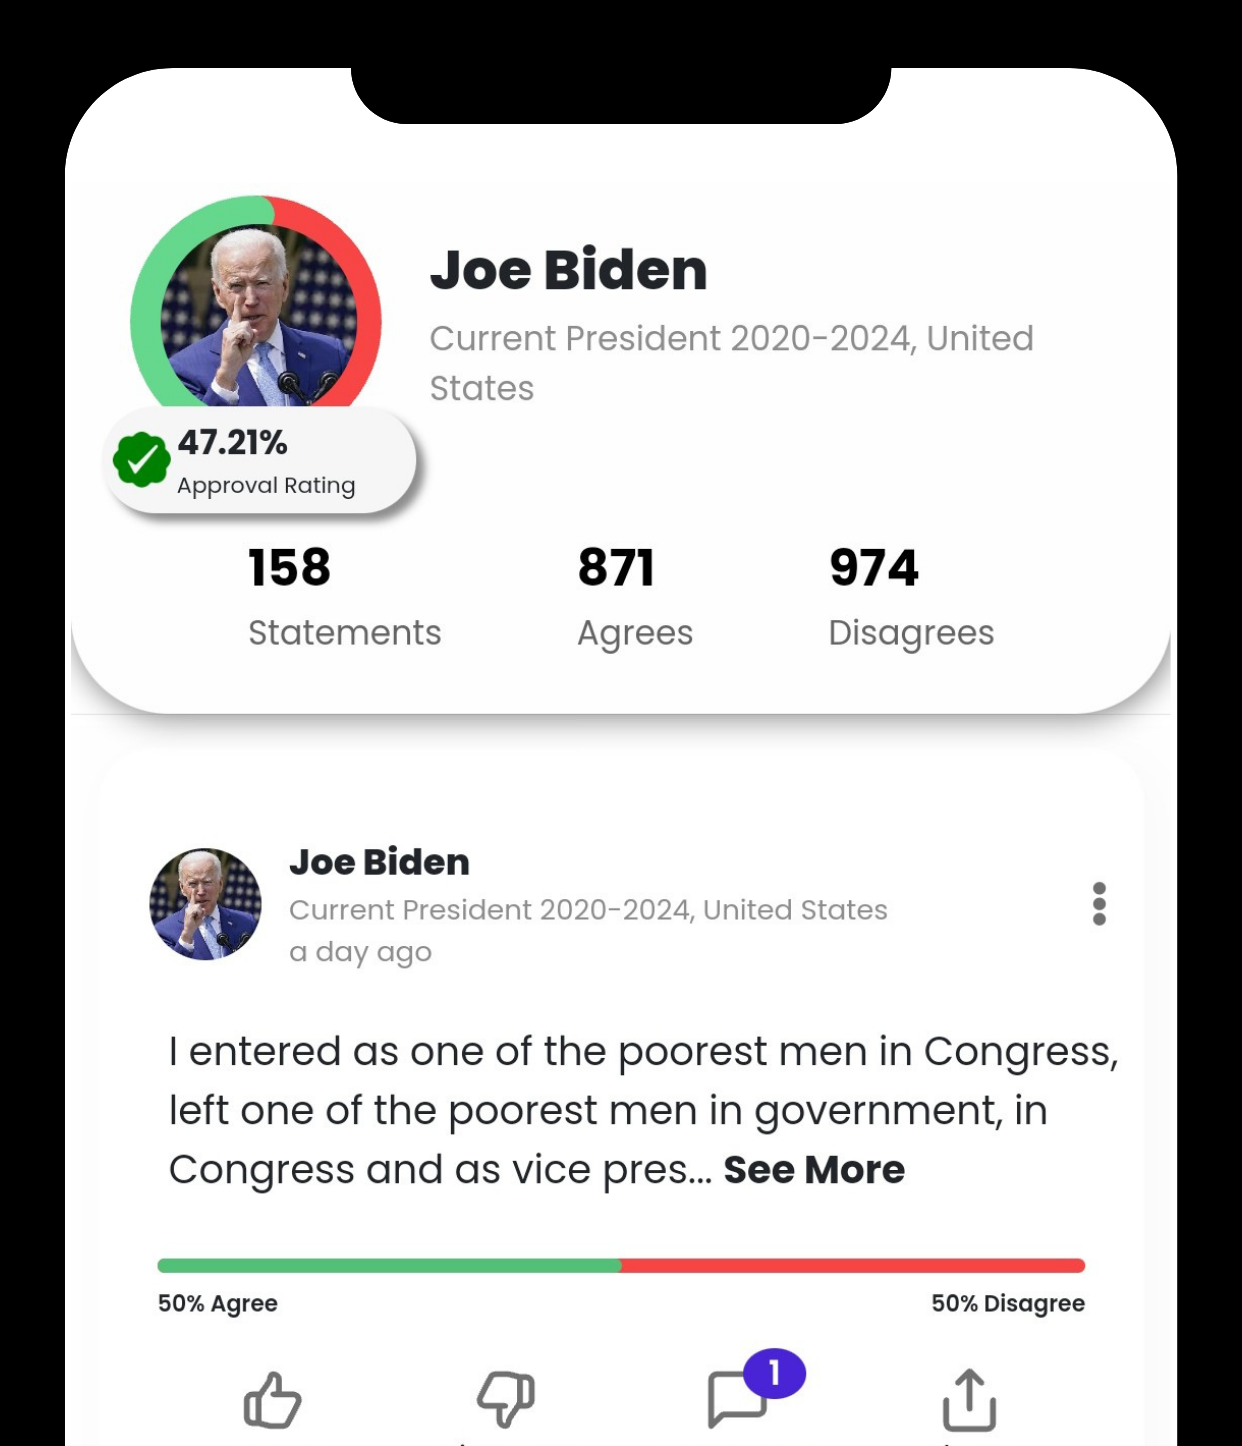 Joe Biden
Current President 2020-2024, United
States
47.21%
Approval Rating
158
871
974
Statements
Agrees
Disagrees
Joe Biden
Current President 2020-2024, United States
a day ago
I entered as one of the poorest men in Congress,
left one of the poorest men in government, in
Congress and as vice pres... See More
50% Agree
50% Disagree
1